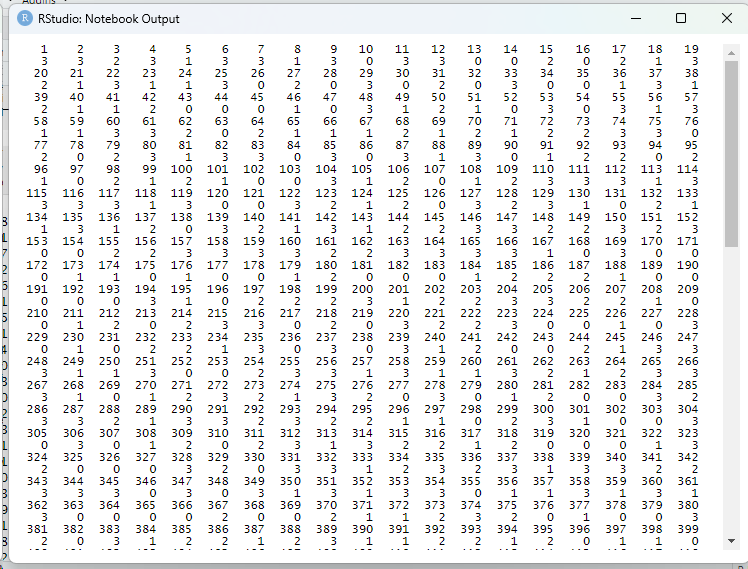 RStudio: Notebook Output
1 2 3 4 5 6 7 8 9 10 11 12 13 14 15 16 17 18 19
3 3 2 3 1 3 3 1 3 0 3 3 0 0 2 0 2 1 3
20 21 22 23 24 25 26 27 28 29 30 31 32 33 34 35 36 37 38
2 1 3 1 1 3 0 2 0 3 0 2 0 3 0 0 1 3 1
39 40 41 42 43 44 45 46 47 48 49 50 51 52 53 54 55 56 57
2 1 1 2 0 0 0 1 0 3 1 2 1 0 3 0 3 1 3
58 59 60 61 62 63 64 65 66 67 68 69 70 71 72 73 74 75 76
1 1 3 3 2 0 2 1 1 1 2 1 2 1 2 2 3 3 0
77 78 79 80 81 82 83 84 85 86 87 88 89 90 91 92 93 94 95
2 0 2 3 1 3 3 0 3 0 3 1 3 0 1 2 2 0 2
96 97 98 99 100 101 102 103 104 105 106 107 108 109 110 111 112 113 114
1 0 2 1 2 1 0 0 3 1 2 0 1 2 3 3 3 1 3
115 116 117 118 119 120 121 122 123 124 125 126 127 128 129 130 131 132 133
3 3 3 1 3 0 0 3 2 1 2 0 3 2 3 1 0 2 1
134 135 136 137 138 139 140 141 142 143 144 145 146 147 148 149 150 151 152
1 3 1 2 0 3 2 1 3 1 2 2 3 3 2 2 3 2 3
153 154 155 156 157 158 159 160 161 162 163 164 165 166 167 168 169 170 171
0 0 2 2 3 3 3 3 2 2 3 3 3 3 1 0 3 0 0
172 173 174 175 176 177 178 179 180 181 182 183 184 185 186 187 188 189 190
0 1 1 0 1 0 0 1 2 0 0 0 1 2 2 2 1 0 0
191 192 193 194 195 196 197 198 199 200 201 202 203 204 205 206 207 208 209
0 0 0 3 1 0 2 2 2 3 1 2 2 3 3 2 2 1 0
210 211 212 213 214 215 216 217 218 219 220 221 222 223 224 225 226 227 228
0 1 2 0 2 3 3 0 2 0 3 2 2 3 0 0 1 0 3
229 230 231 232 233 234 235 236 237 238 239 240 241 242 243 244 245 246 247
0 1 0 2 2 1 3 0 3 0 3 1 2 0 0 2 1 3 3
248 249 250 251 252 253 254 255 256 257 258 259 260 261 262 263 264 265 266
3 1 1 3 0 0 2 3 3 1 3 1 1 3 2 1 2 3 3
267 268 269 270 271 272 273 274 275 276 277 278 279 280 281 282 283 284 285
3 1 0 1 2 3 2 1 3 2 0 3 0 1 2 0 0 3 2
286 287 288 289 290 291 292 293 294 295 296 297 298 299 300 301 302 303 304
3 3 2 1 3 3 2 3 2 2 1 1 0 2 3 1 0 0 3
305 306 307 308 309 310 311 312 313 314 315 316 317 318 319 320 321 322 323
0 3 0 1 2 0 2 3 1 3 2 2 1 2 0 0 0 1 3
324 325 326 327 328 329 330 331 332 333 334 335 336 337 338 339 340 341 342
2 0 0 0 3 2 0 3 3 1 2 3 2 3 1 3 3 2 2
343 344 345 346 347 348 349 350 351 352 353 354 355 356 357 358 359 360 361
3 3 3 0 3 0 3 1 3 1 3 3 0 1 1 3 1 3 1
362 363 364 365 366 367 368 369 370 371 372 373 374 375 376 377 378 379 380
3 0 0 0 0 2 0 0 2 1 1 2 3 2 0 1 0 0 3
381 382 383 384 385 386 387 388 389 390 391 392 393 394 395 396 397 398 399
2 0 3 1 2 2 1 2 3 1 1 2 2 1 2 0 1 1 0